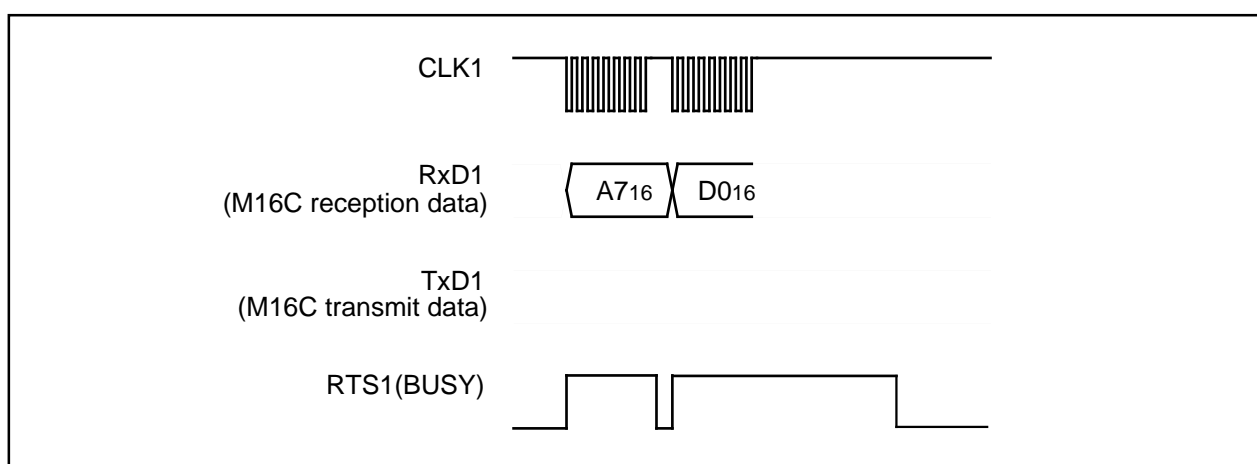 CLK1
RxD1
(M16C reception data)
A716
D016
TxD1
(M16C transmit data)
RTS1(BUSY)